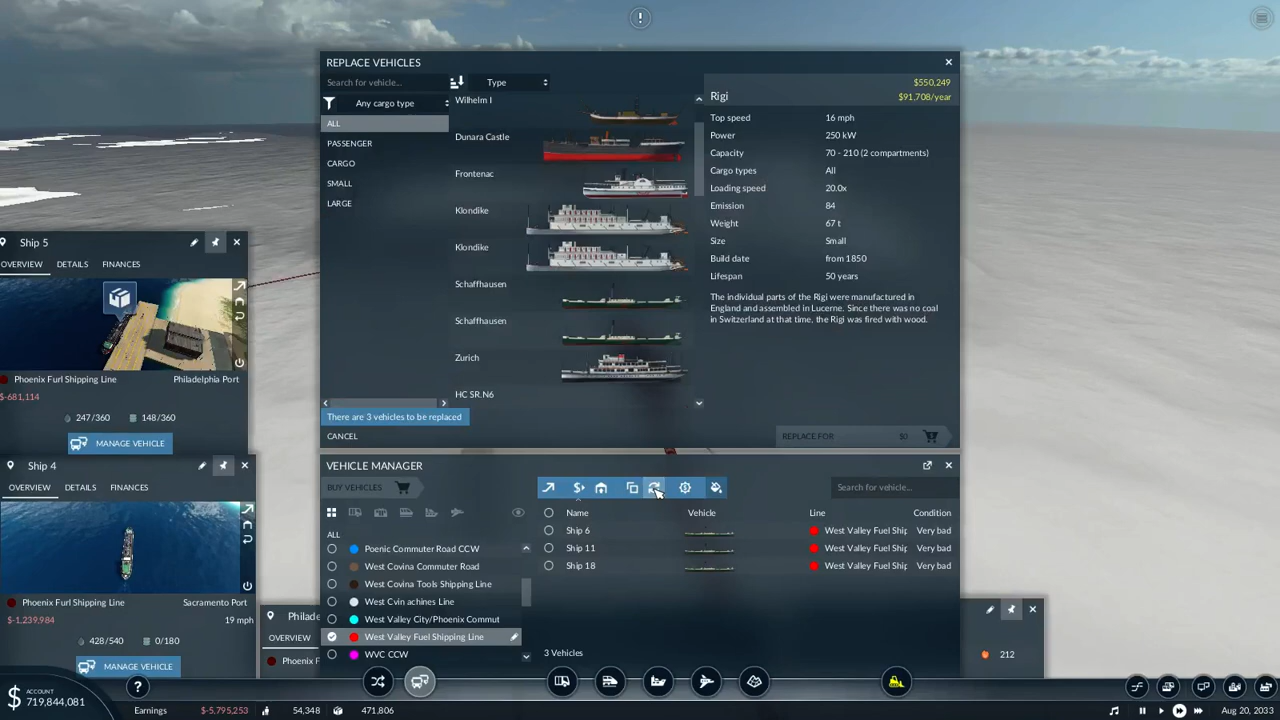 REPLACE VEHICLES
Search for vehicle...
Type
Any cargo type
ALL
PASSENGER
CARGO
SMALL
LARGE
Wilhelm I
Dunara Castle
Frontenac
Klondike
Klondike
Schaffhausen
Schaffhausen
Zurich
HC SR.N6
There are 3 vehicles to be replaced
CANCEL
$550,249
Rigi
$91,708/year
Top speed 16 mph
Power 250 kW
Capacity 70 - 210 (2 compartments)
Cargo types All
Loading speed 20.0x
Emission 84
Weight 67 t
Size Small
Build date from 1850
Lifespan 50 years
The individual parts of the Rigi were manufactured in
England and assembled in Lucerne. Since there was no coal
in Switzerland at that time, the Rigi was fired with wood.
REPLACE FOR $0
Ship 5
OVERVIEW DETAILS FINANCES
Phoenix Furl Shipping Line Philadelphia Port
$-681,114
247/360 148/360
MANAGE VEHICLE
Ship 4
OVERVIEW DETAILS FINANCES
Phoenix Furl Shipping Line Sacramento Port
$-1,239,984 19 mph
428/540 0/180
MANAGE VEHICLE
Philade
OVERVIEW
Phoenix F
VEHICLE MANAGER
BUY VEHICLES
Search for vehicle...
ALL
Poenic Commuter Road CCW
West Covina Commuter Road
West Covina Tools Shipping Line
West Cvin achines Line
West Valley City/Phoenix Commut
West Valley Fuel Shipping Line
WVC CCW
Name Vehicle Line Condition
Ship 6 West Valley Fuel Ship Very bad
Ship 11 West Valley Fuel Ship Very bad
Ship 18 West Valley Fuel Ship Very bad
3 Vehicles
212
$ ACCOUNT
719,844,081
?
Earnings $-5,795,253 54,348 471,806
Aug 20, 2033